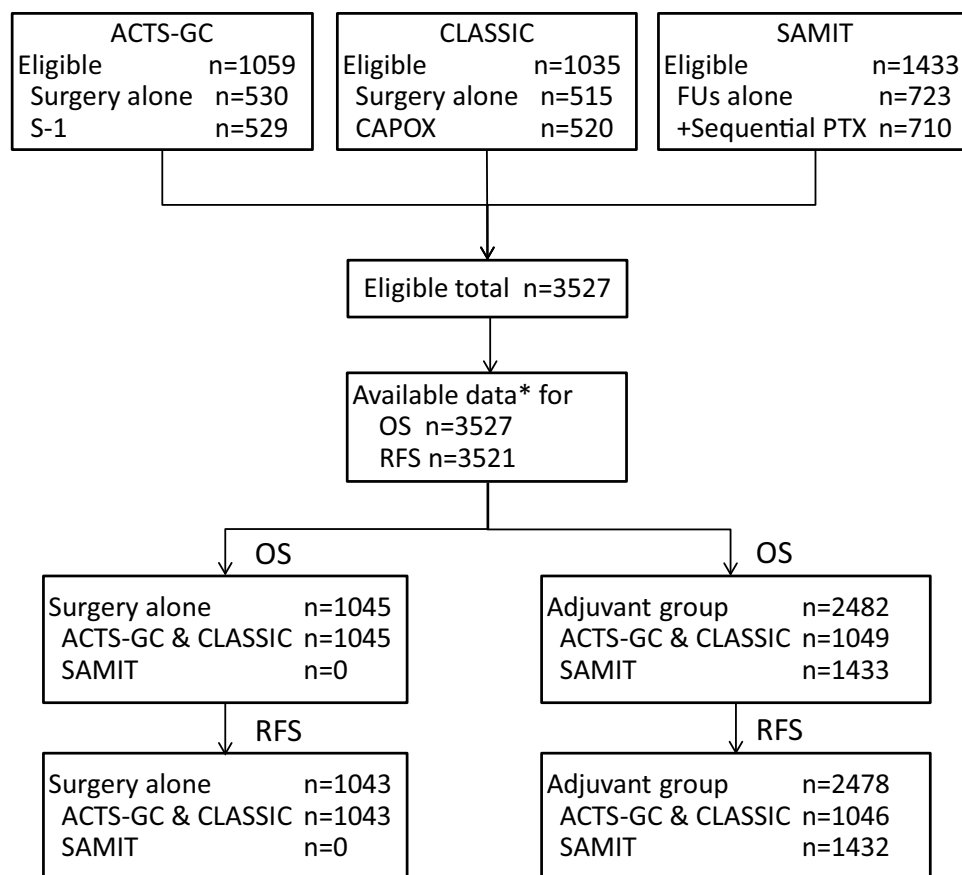 ACTS-GC
Eligible n=1059
Surgery alone n=530
S-1 n=529
CLASSIC
Eligible n=1035
Surgery alone n=515
CAPOX n=520
SAMIT
Eligible n=1433
FUs alone n=723
+Sequential PTX n=710
Eligible total n=3527
Available data* for
OS n=3527
RFS n=3521
OS
Surgery alone n=1045
ACTS-GC & CLASSIC n=1045
SAMIT n=0
RFS
Surgery alone n=1043
ACTS-GC & CLASSIC n=1043
SAMIT n=0
OS
Adjuvant group n=2482
ACTS-GC & CLASSIC n=1049
SAMIT n=1433
RFS
Adjuvant group n=2478
ACTS-GC & CLASSIC n=1046
SAMIT n=1432